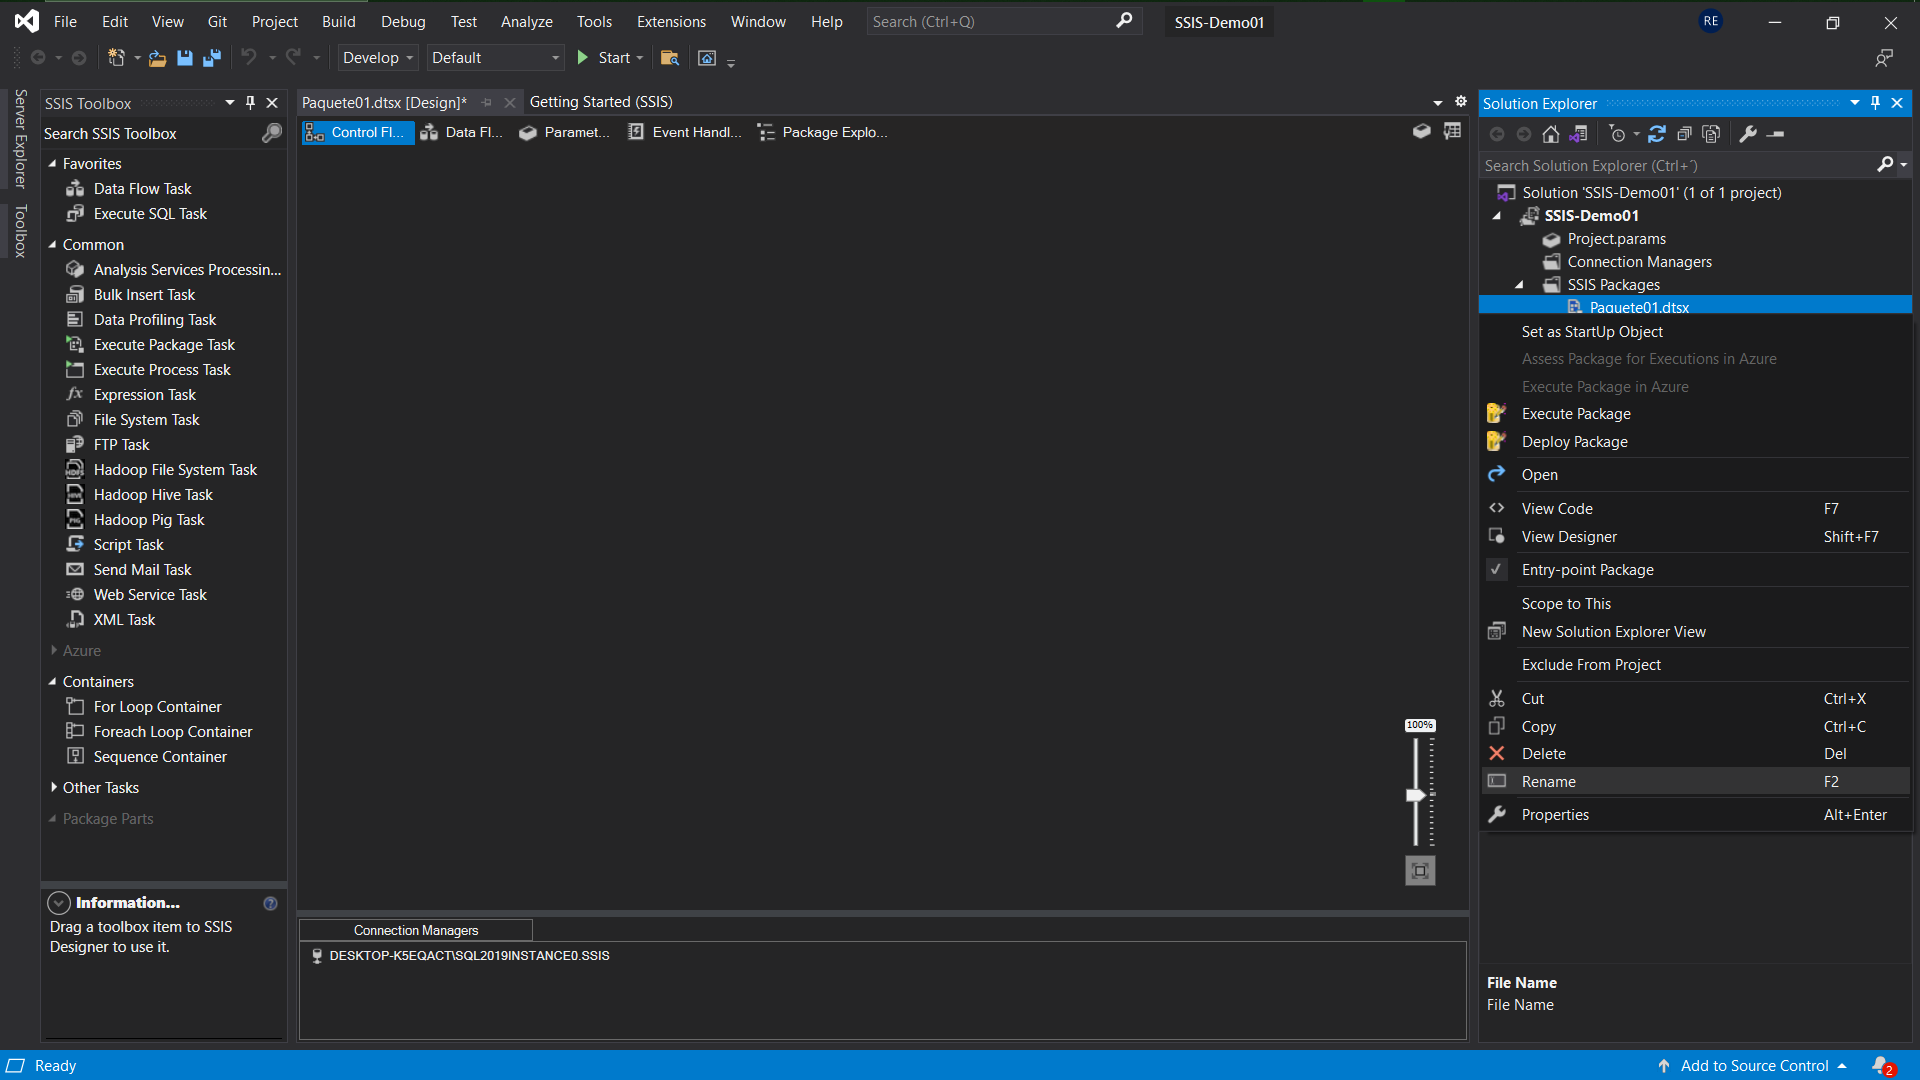 File Edit View Git Project Build Debug Test Analyze Tools Extensions Window Help Search (Ctrl+Q) SSIS-Demo01 RE
Develop Default Start
Server Explorer
Toolbox
SSIS Toolbox
Search SSIS Toolbox
Favorites
Data Flow Task
Execute SQL Task
Common
Analysis Services Processin...
Bulk Insert Task
Data Profiling Task
Execute Package Task
Execute Process Task
Expression Task
File System Task
FTP Task
Hadoop File System Task
Hadoop Hive Task
Hadoop Pig Task
Script Task
Send Mail Task
Web Service Task
XML Task
Azure
Containers
For Loop Container
Foreach Loop Container
Sequence Container
Other Tasks
Package Parts
Information...
Drag a toolbox item to SSIS
Designer to use it.
Paquete01.dtsx [Design]* Getting Started (SSIS)
Control Fl... Data Fl... Paramet... Event Handl... Package Explo...
100%
Connection Managers
DESKTOP-K5EQACT\SQL2019INSTANCE0.SSIS
Solution Explorer
Search Solution Explorer (Ctrl+´)
Solution 'SSIS-Demo01' (1 of 1 project)
SSIS-Demo01
Project.params
Connection Managers
SSIS Packages
Paquete01.dtsx
Set as StartUp Object
Assess Package for Executions in Azure
Execute Package in Azure
Execute Package
Deploy Package
Open
View Code F7
View Designer Shift+F7
Entry-point Package
Scope to This
New Solution Explorer View
Exclude From Project
Cut Ctrl+X
Copy Ctrl+C
Delete Del
Rename F2
Properties Alt+Enter
File Name
File Name
Ready Add to Source Control 2